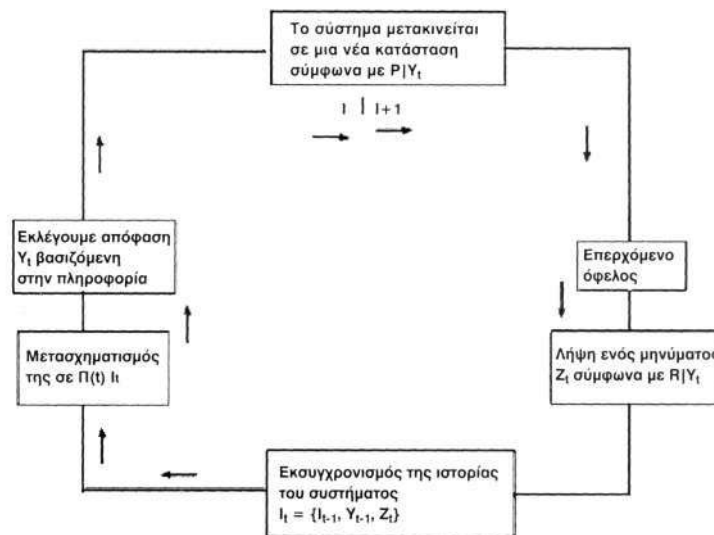 Το σύστημα μετακινείται
σε μια νέα κατάσταση
σύμφωνα με P|Y_t
I | I+1
Εκλέγουμε απόφαση
Y_t βασιζόμενη
στην πληροφορία
Επερχόμενο
όφελος
Μετασχηματισμός
της σε Π(t) I_t
Λήψη ενός μηνύματος
Z_t σύμφωνα με R|Y_t
Εκσυγχρονισμός της ιστορίας
του συστήματος
I_t = {I_{t-1}, Y_{t-1}, Z_t}